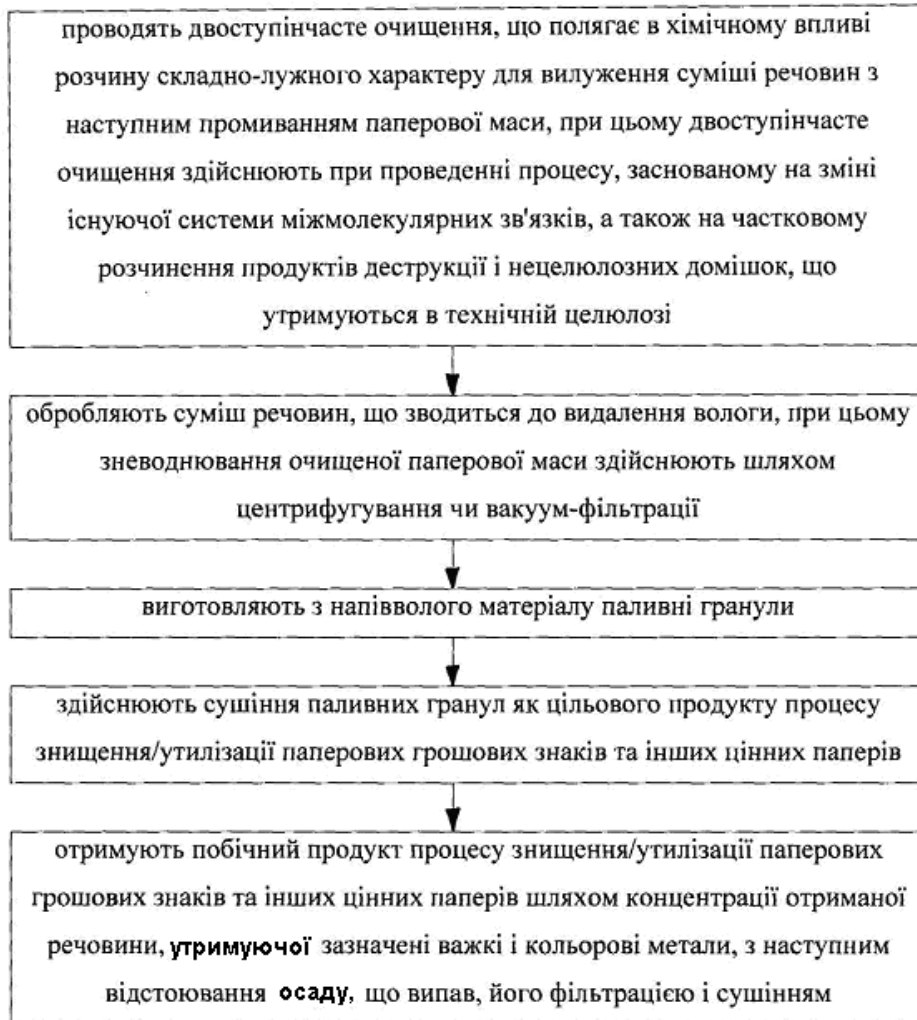 проводять двоступінчасте очищення, що полягає в хімічному впливі
розчину складно-лужного характеру для вилуження суміші речовин з
наступним промиванням паперової маси, при цьому двоступінчасте
очищення здійснюють при проведенні процесу, заснованому на зміні
існуючої системи міжмолекулярних зв'язків, а також на частковому
розчинення продуктів деструкції і нецелюлозних домішок, що
утримуються в технічній целюлозі
обробляють суміш речовин, що зводиться до видалення вологи, при цьому
зневоднювання очищеної паперової маси здійснюють шляхом
центрифугування чи вакуум-фільтрації
виготовляють з напівволого матеріалу паливні гранули
здійснюють сушіння паливних гранул як цільового продукту процесу
знищення/утилізації паперових грошових знаків та інших цінних паперів
отримують побічний продукт процесу знищення/утилізації паперових
грошових знаків та інших цінних паперів шляхом концентрації отриманої
речовини, утримуючої зазначені важкі і кольорові метали, з наступним
відстоювання осаду, що випав, його фільтрацією і сушінням